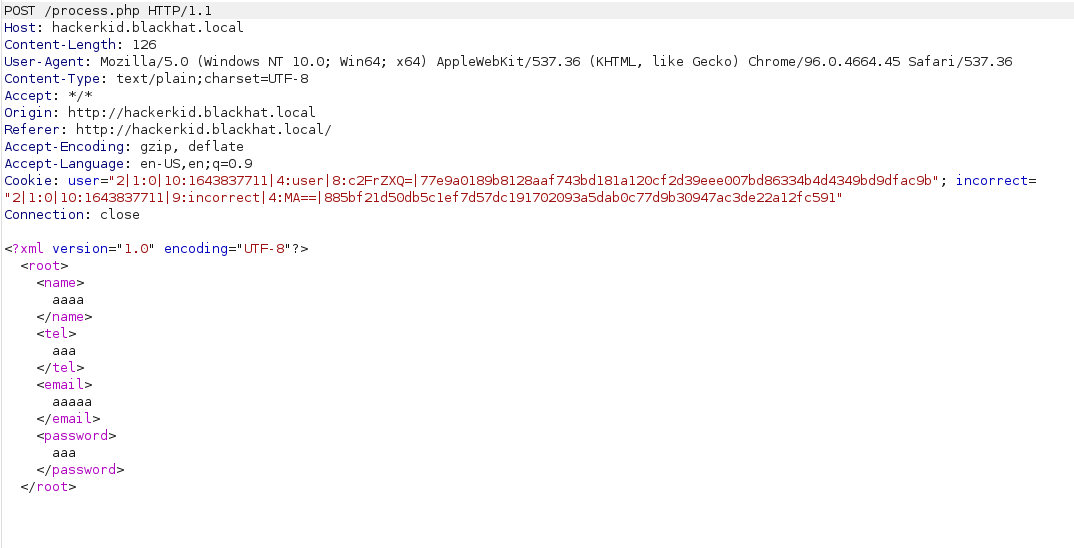 POST /process.php HTTP/1.1
Host: hackerkid.blackhat.local
Content-Length: 126
User-Agent: Mozilla/5.0 (Windows NT 10.0; Win64; x64) AppleWebKit/537.36 (KHTML, like Gecko) Chrome/96.0.4664.45 Safari/537.36
Content-Type: text/plain;charset=UTF-8
Accept: */*
Origin: http://hackerkid.blackhat.local
Referer: http://hackerkid.blackhat.local/
Accept-Encoding: gzip, deflate
Accept-Language: en-US,en;q=0.9
Cookie: user="2|1:0|10:1643837711|4:user|8:c2FrZXQ=|77e9a0189b8128aaf743bd181a120cf2d39eee007bd86334b4d4349bd9dfac9b"; incorrect=
"2|1:0|10:1643837711|9:incorrect|4:MA==|885bf21d50db5c1ef7d57dc191702093a5dab0c77d9b30947ac3de22a12fc591"
Connection: close
<?xml version="1.0" encoding="UTF-8"?>
<root>
<name>
aaaa
</name>
<tel>
aaa
</tel>
<email>
aaaaa
</email>
<password>
aaa
</password>
</root>